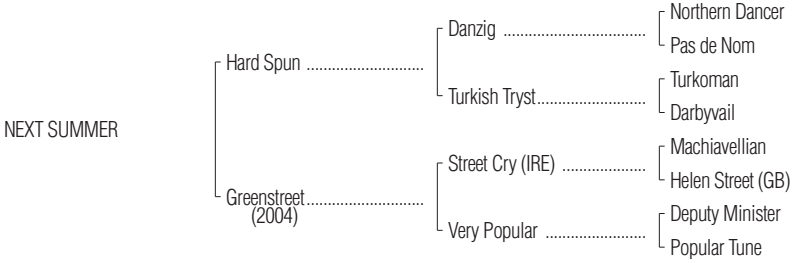 Northern Dancer
Danzig ................................
Pas de Nom
Hard Spun ..........................
Turkoman
Turkish Tryst........................
Darbyvail
NEXT SUMMER
Machiavellian
Street Cry (IRE) ...................
Helen Street (GB)
Greenstreet..........................
(2004)
Deputy Minister
Very Popular .......................
Popular Tune